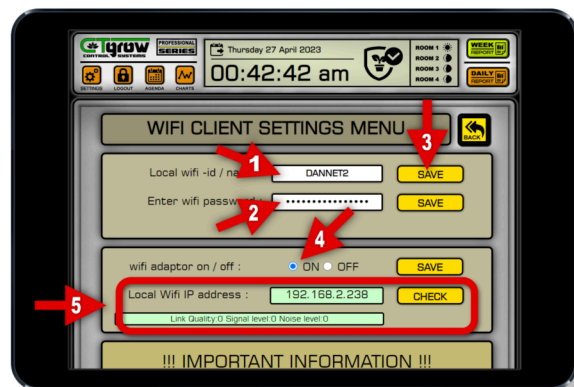 GTgrow
CONTROL SYSTEMS
PROFESSIONAL
SERIES
SETTINGS LOGOUT AGENDA CHARTS
Thursday
27 April 2023
00:42:42 am
ROOM 1
ROOM 2
ROOM 3
ROOM 4
WEEK
REPORT
DAILY
REPORT
WIFI CLIENT SETTINGS MENU
BACK
3
Local wifi -id / na
1
DANNET2
SAVE
Enter wifi password :
2
••••••••••••••••
SAVE
4
wifi adaptor on / off :
ON OFF
SAVE
5
Local Wifi IP address :
192.168.2.238
CHECK
Link Quality:0 Signal level:0 Noise level:0
!!! IMPORTANT INFORMATION !!!